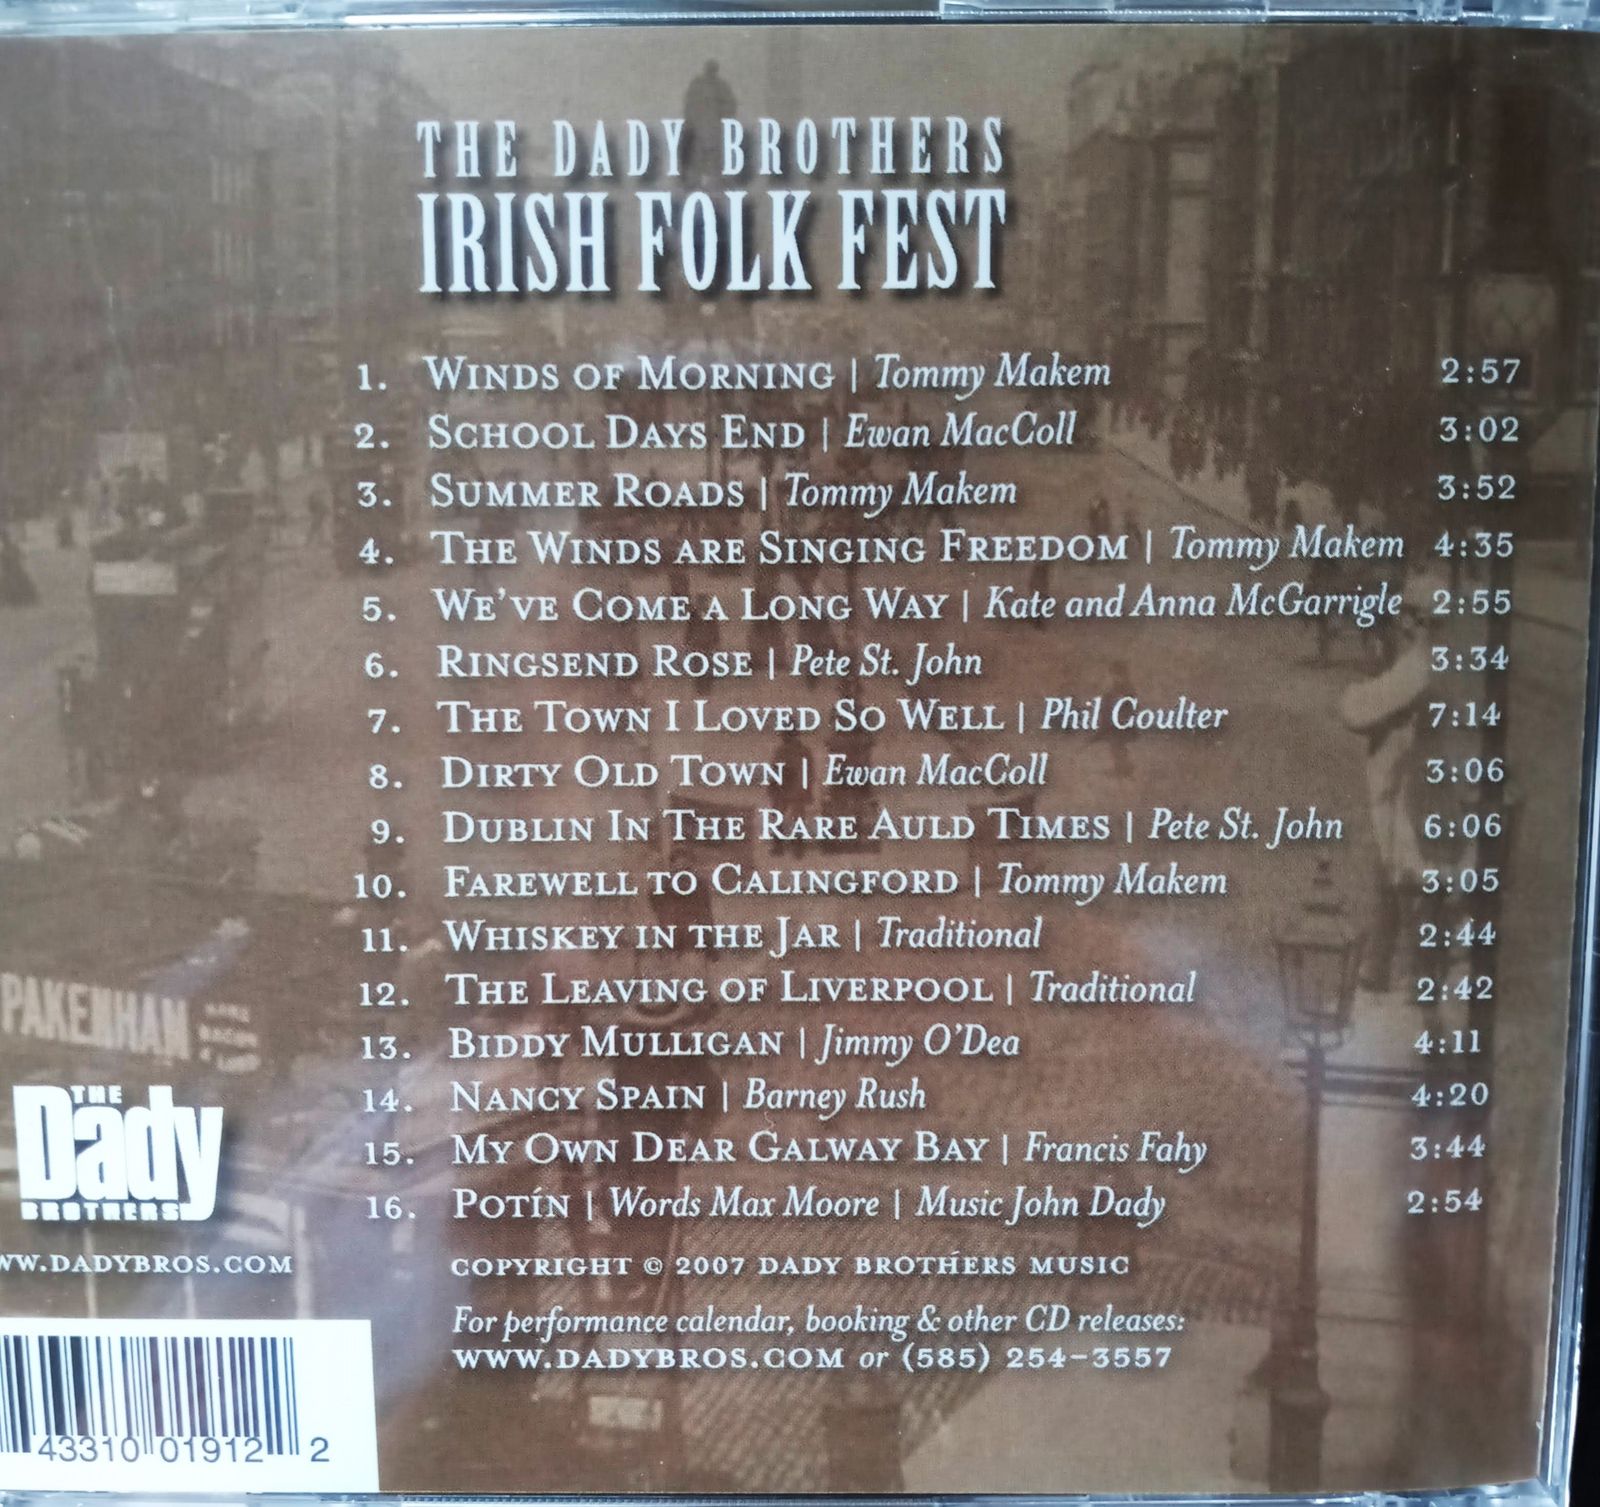 THE DADY BROTHERS
IRISH FOLK FEST
1. WINDS OF MORNING | Tommy Makem 2:57
2. SCHOOL DAYS END | Ewan MacColl 3:02
3. SUMMER ROADS | Tommy Makem 3:52
4. THE WINDS ARE SINGING FREEDOM | Tommy Makem 4:35
5. WE'VE COME A LONG WAY | Kate and Anna McGarrigle 2:55
6. RINGSEND ROSE | Pete St. John 3:34
7. THE TOWN I LOVED SO WELL | Phil Coulter 7:14
8. DIRTY OLD TOWN | Ewan MacColl 3:06
9. DUBLIN IN THE RARE AULD TIMES | Pete St. John 6:06
10. FAREWELL TO CALINGFORD | Tommy Makem 3:05
11. WHISKEY IN THE JAR | Traditional 2:44
12. THE LEAVING OF LIVERPOOL | Traditional 2:42
13. BIDDY MULLIGAN | Jimmy O'Dea 4:11
14. NANCY SPAIN | Barney Rush 4:20
15. MY OWN DEAR GALWAY BAY | Francis Fahy 3:44
16. POTÍN | Words Max Moore | Music John Dady 2:54
COPYRIGHT © 2007 DADY BROTHERS MUSIC
For performance calendar, booking & other CD releases:
WWW.DADYBROS.COM or (585) 254-3557
PAKENHAM
THE
Dady
BROTHERS
WW.DADYBROS.COM
43310 01912 2